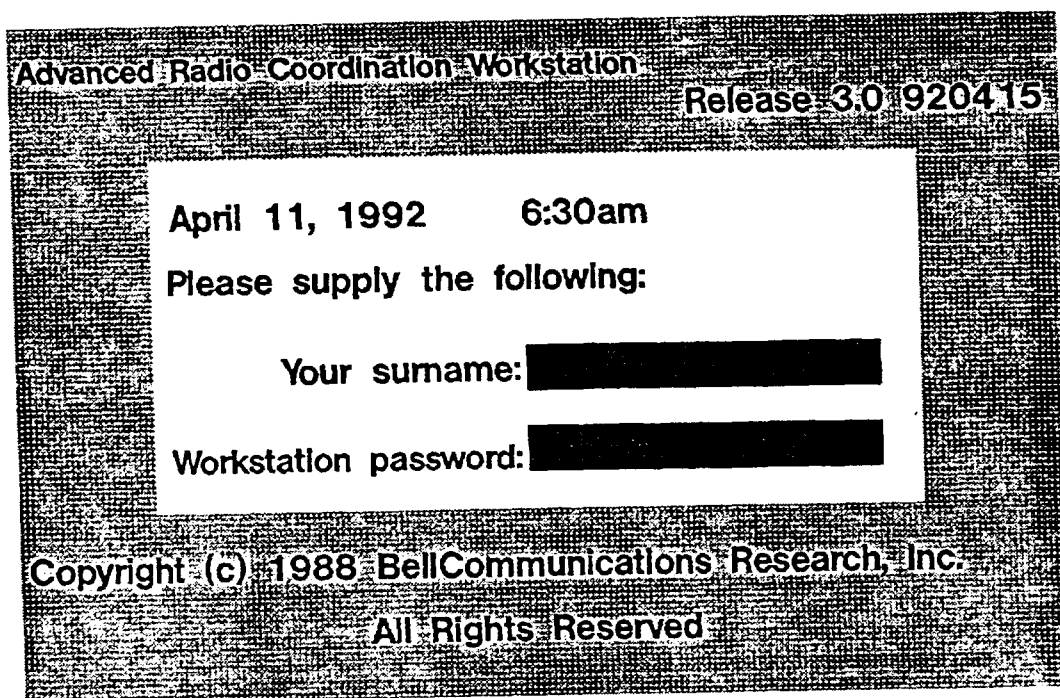 Advanced Radio Coordination Workstation
Release 3.0 920415
April 11, 1992 6:30am
Please supply the following:
Your surname:
Workstation password:
Copyright (c) 1988 BellCommunications Research, Inc.
All Rights Reserved